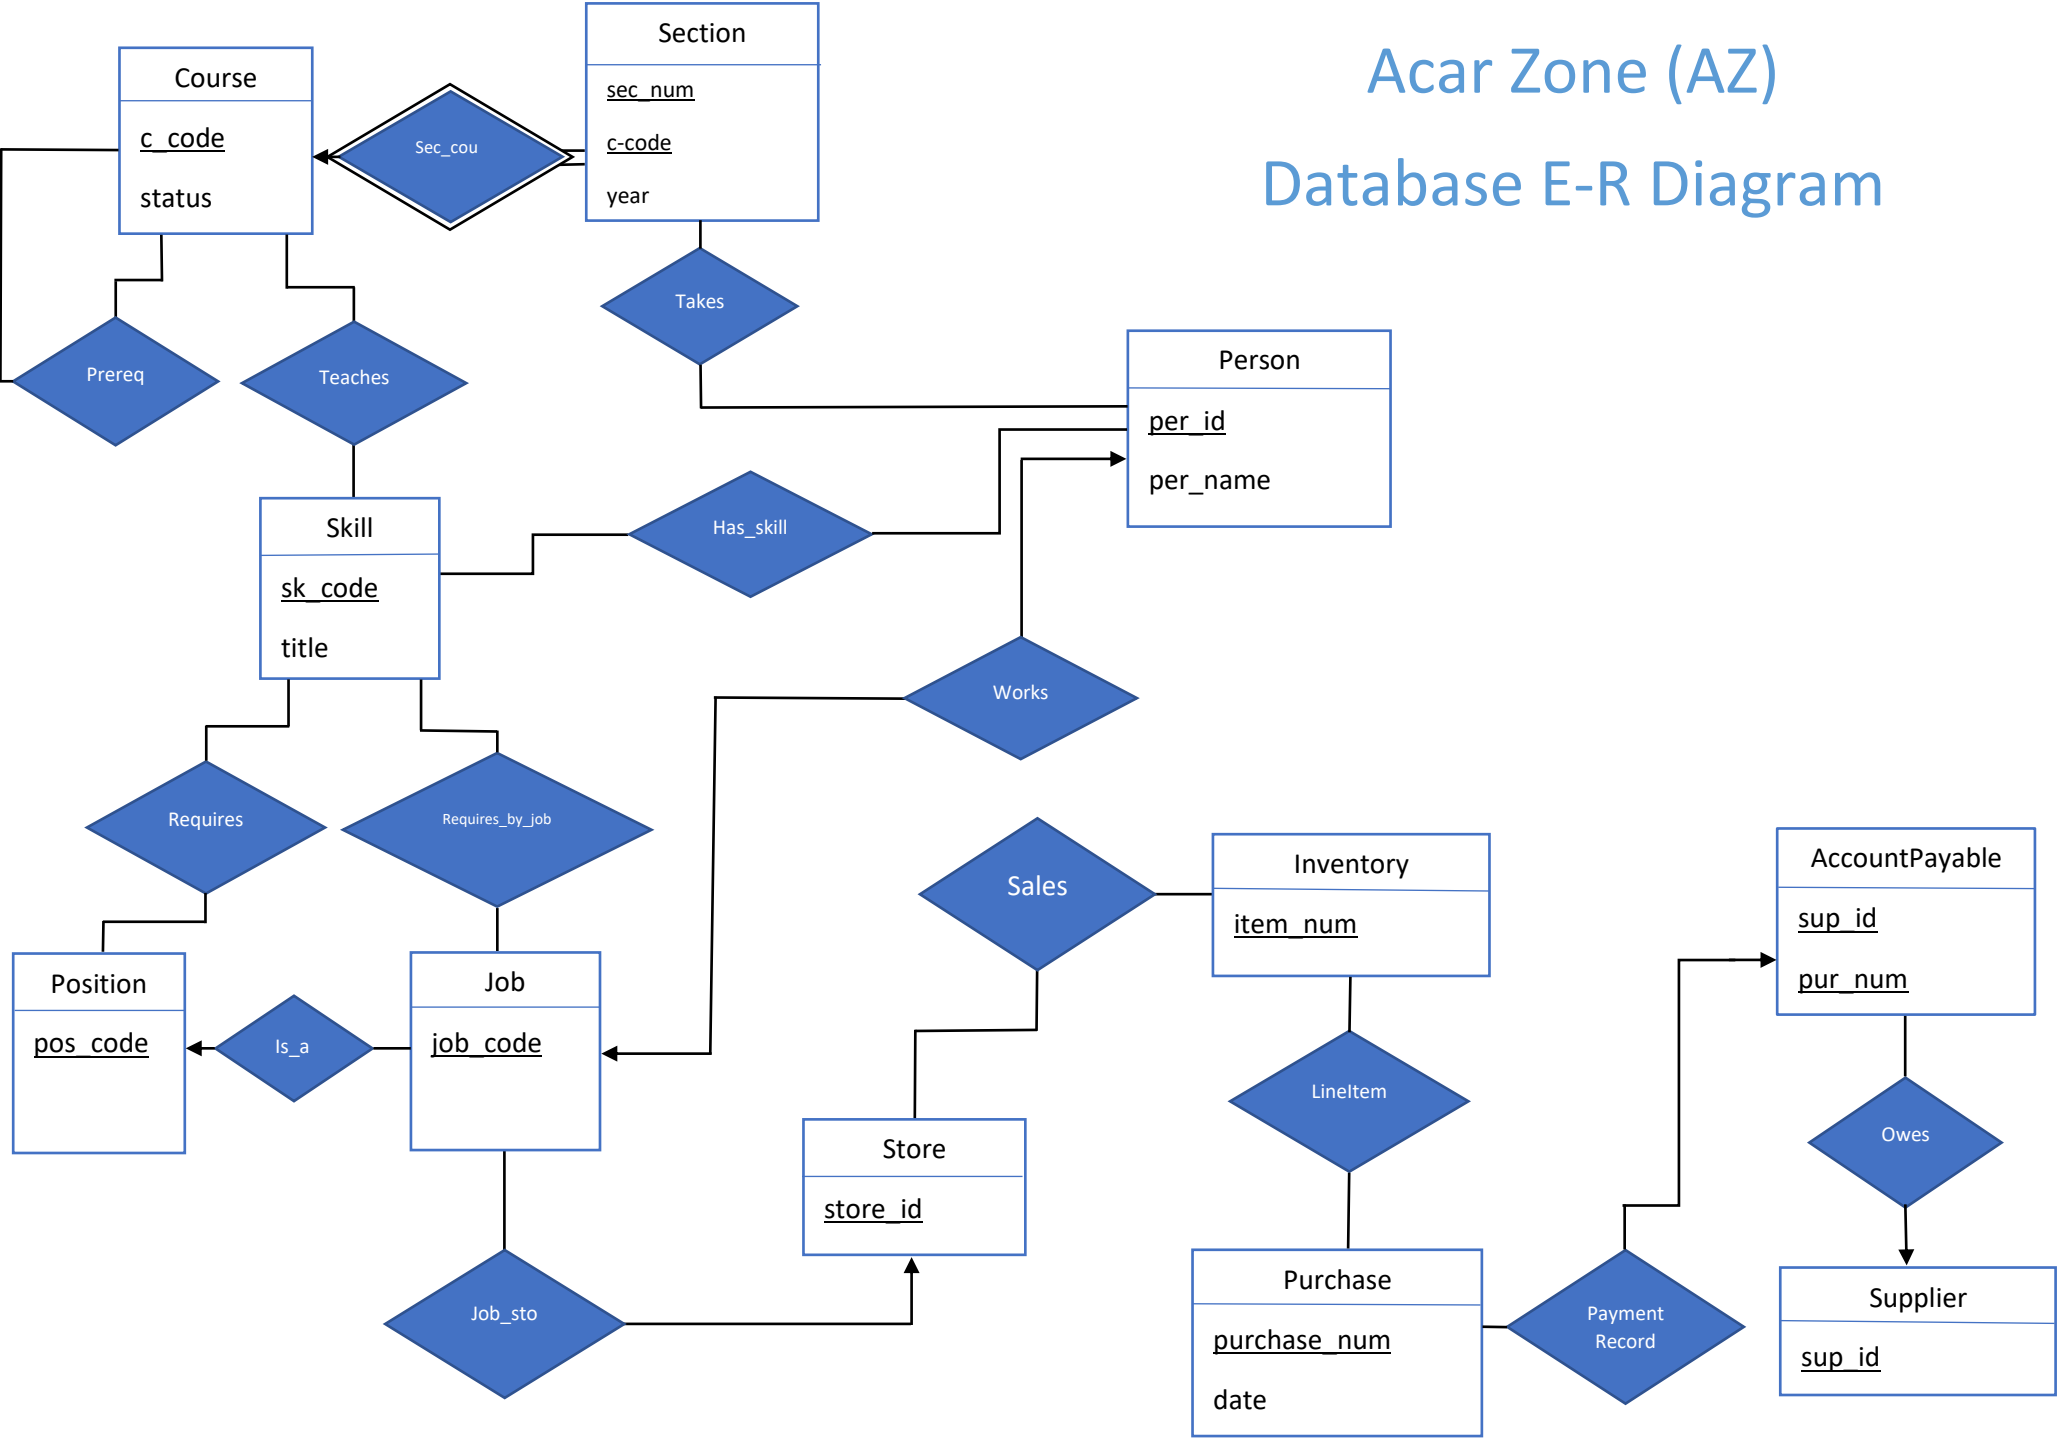 Acar Zone (AZ)
Database E-R Diagram
Section
sec_num
c-code
year
Course
c_code
status
Sec_cou
Takes
Prereq
Teaches
Person
per_id
per_name
Skill
sk_code
title
Has_skill
Works
Requires
Requires_by_job
Sales
Inventory
item_num
AccountPayable
sup_id
pur_num
Position
pos_code
Is_a
Job
job_code
LineItem
Owes
Store
store_id
Job_sto
Purchase
purchase_num
date
Payment
Record
Supplier
sup_id